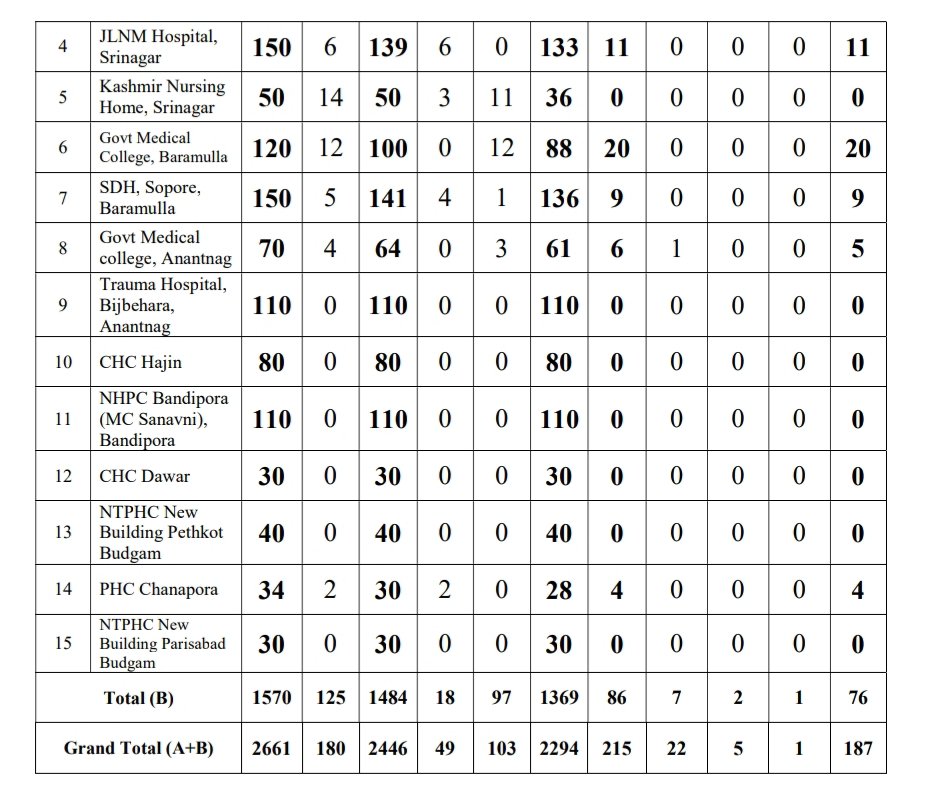 4 JLNM Hospital, Srinagar 150 6 139 6 0 133 11 0 0 0 11
5 Kashmir Nursing Home, Srinagar 50 14 50 3 11 36 0 0 0 0 0
6 Govt Medical College, Baramulla 120 12 100 0 12 88 20 0 0 0 20
7 SDH, Sopore, Baramulla 150 5 141 4 1 136 9 0 0 0 9
8 Govt Medical college, Anantnag 70 4 64 0 3 61 6 1 0 0 5
9 Trauma Hospital, Bijbehara, Anantnag 110 0 110 0 0 110 0 0 0 0 0
10 CHC Hajin 80 0 80 0 0 80 0 0 0 0 0
11 NHPC Bandipora (MC Sanavni), Bandipora 110 0 110 0 0 110 0 0 0 0 0
12 CHC Dawar 30 0 30 0 0 30 0 0 0 0 0
13 NTPHC New Building Pethkot Budgam 40 0 40 0 0 40 0 0 0 0 0
14 PHC Chanapora 34 2 30 2 0 28 4 0 0 0 4
15 NTPHC New Building Parisabad Budgam 30 0 30 0 0 30 0 0 0 0 0
Total (B) 1570 125 1484 18 97 1369 86 7 2 1 76
Grand Total (A+B) 2661 180 2446 49 103 2294 215 22 5 1 187